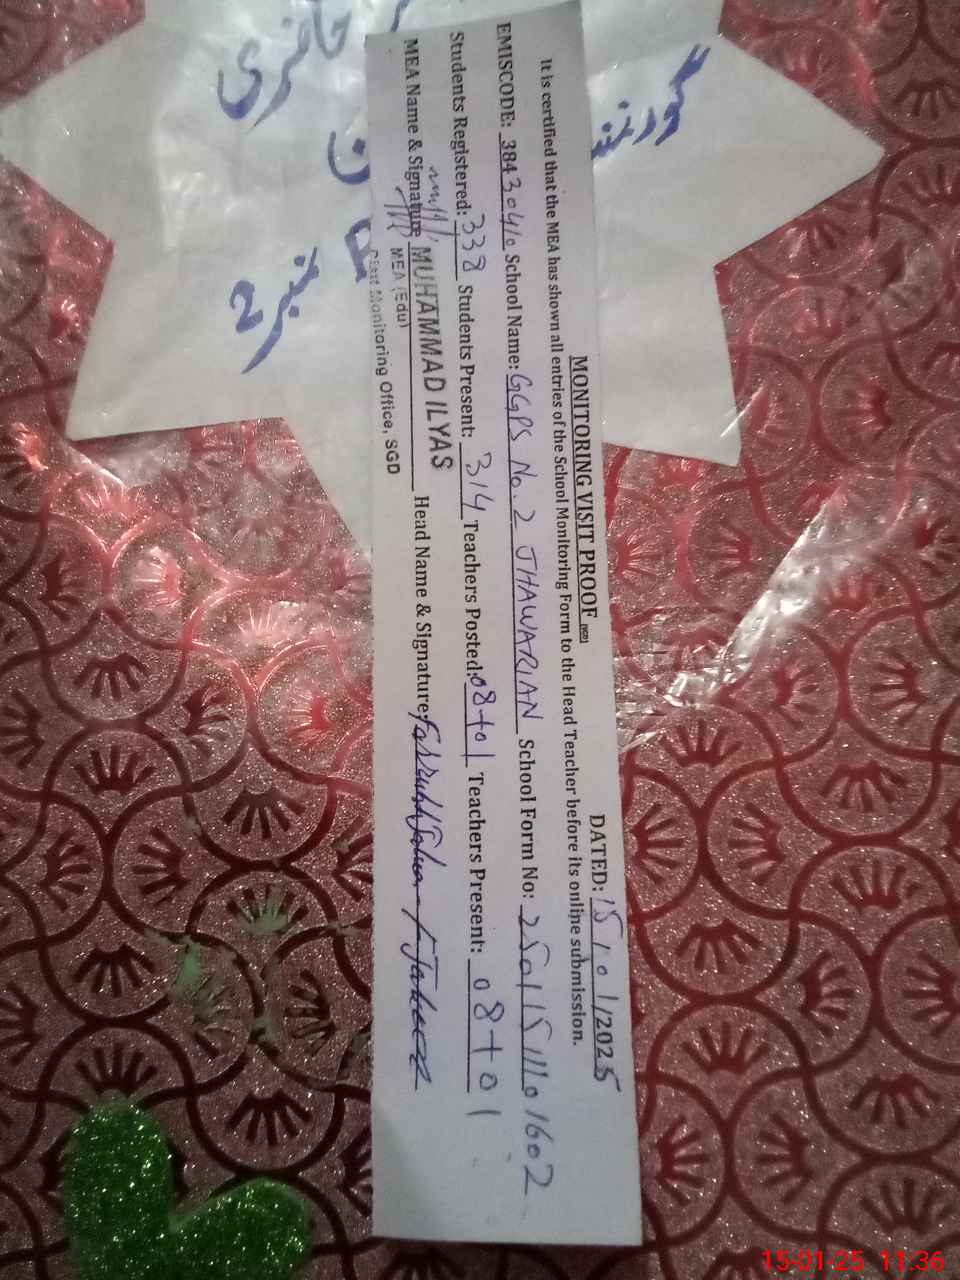 MONITORING VISIT PROOF
DATED: 15/01/2025
It is certified that the MEA has shown all entries of the School Monitoring Form to the Head Teacher before its online submission.
EMISCODE: 38430410 School Name: GGPS No. 2 JHAWARIAN School Form No: 25011511101602
Students Registered: 338 Students Present: 314 Teachers Posted: 08+01 Teachers Present: 08+01
MEA Name & Signature MUHAMMAD ILYAS Head Name & Signature:
MEA (Edu)
Distt Monitoring Office, SGD
15-01-25 11:36